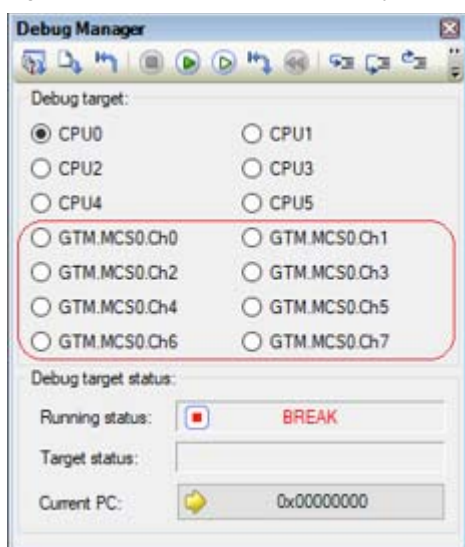 Debug Manager
Debug target:
CPU0 CPU1
CPU2 CPU3
CPU4 CPU5
GTM.MCS0.Ch0 GTM.MCS0.Ch1
GTM.MCS0.Ch2 GTM.MCS0.Ch3
GTM.MCS0.Ch4 GTM.MCS0.Ch5
GTM.MCS0.Ch6 GTM.MCS0.Ch7
Debug target status:
Running status: BREAK
Target status:
Current PC: 0x00000000